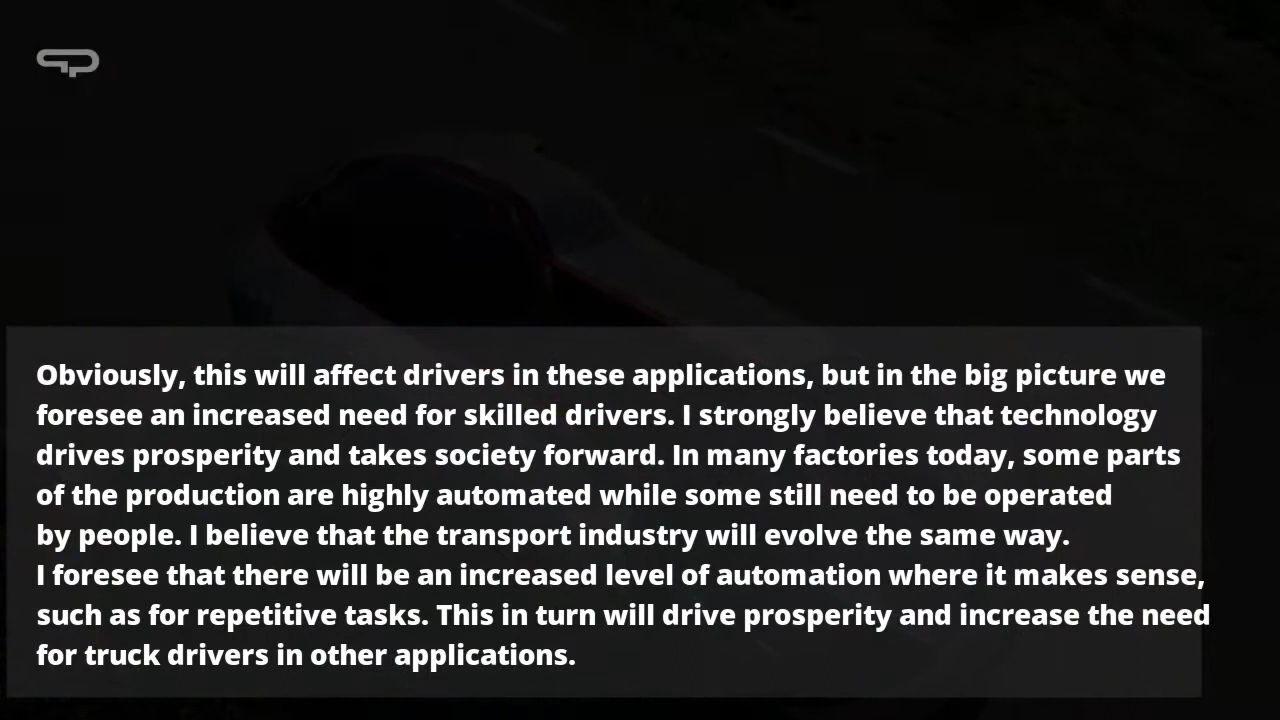 Obviously, this will affect drivers in these applications, but in the big picture we
foresee an increased need for skilled drivers. I strongly believe that technology
drives prosperity and takes society forward. In many factories today, some parts
of the production are highly automated while some still need to be operated
by people. I believe that the transport industry will evolve the same way.
I foresee that there will be an increased level of automation where it makes sense,
such as for repetitive tasks. This in turn will drive prosperity and increase the need
for truck drivers in other applications.